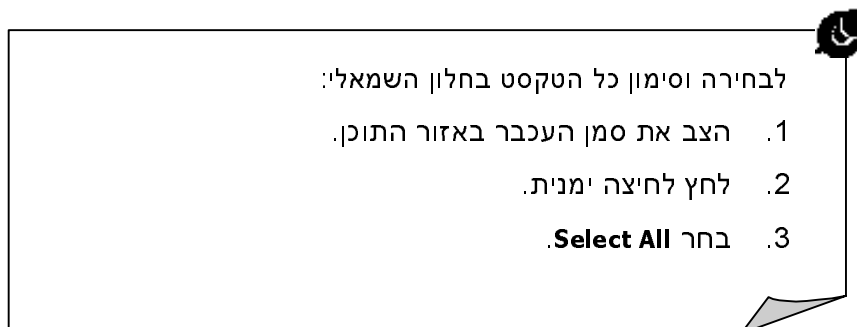 לבחירה וסימון כל הטקסט בחלון השמאלי:
1. הצב את סמן העכבר באזור התוכן.
2. לחץ לחיצה ימנית.
3. בחר Select All.